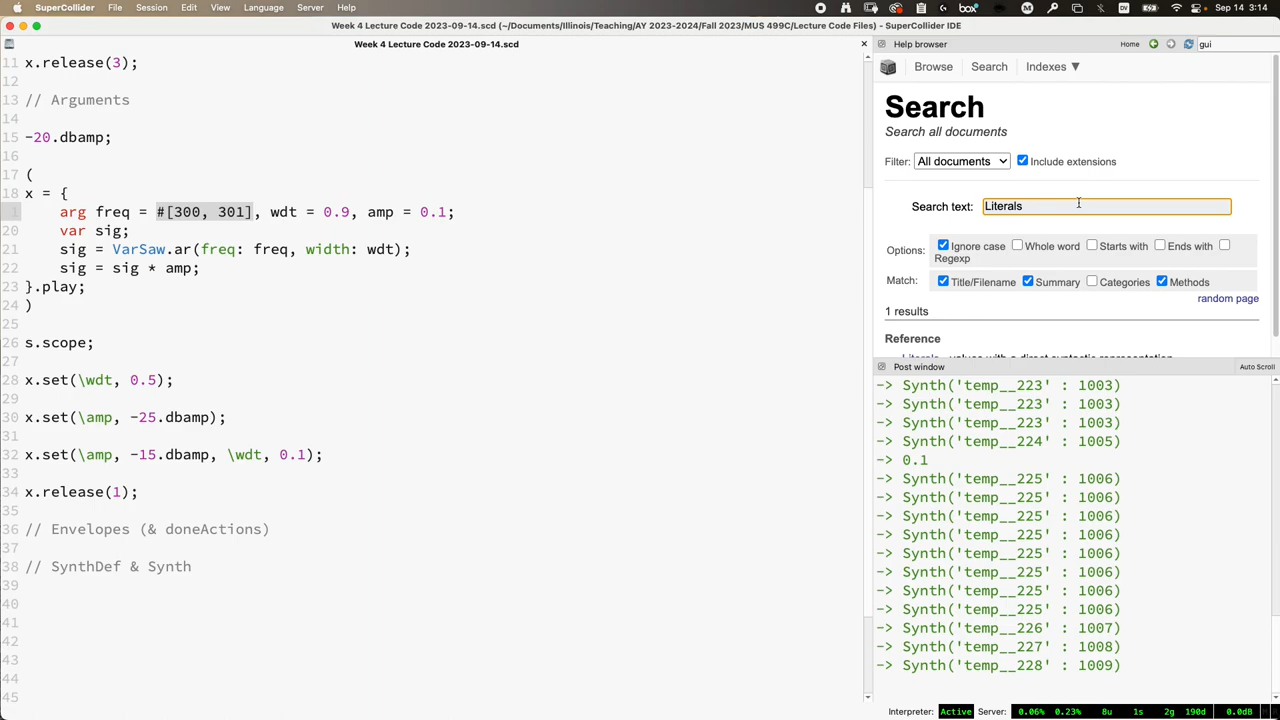 SuperCollider File Session Edit View Language Server Help Sep 9 3:14
Week 4 Lecture Code 2023-09-14.scd (~/Documents/Illinois/Teaching/AY 2023-2024/Fall 2023/MUS 499C/Lecture Code Files) - SuperCollider IDE
Week 4 Lecture Code 2023-09-14.scd
11 x.release(3);
12
13 // Arguments
14
15 -20.dbamp;
16
17 (
18 x = {
1 arg freq = #[300, 301], wdt = 0.9, amp = 0.1;
20 var sig;
21 sig = VarSaw.ar(freq: freq, width: wdt);
22 sig = sig * amp;
23 }.play;
24 )
25
26 s.scope;
27
28 x.set(\wdt, 0.5);
29
30 x.set(\amp, -25.dbamp);
31
32 x.set(\amp, -15.dbamp, \wdt, 0.1);
33
34 x.release(1);
35
36 // Envelopes (& doneActions)
37
38 // SynthDef & Synth
39
40
41
42
43
44
45
Help browser Home gui
Browse Search Indexes ▼
Search
Search all documents
Filter: All documents Include extensions
Search text: Literals
Options: Ignore case Whole word Starts with Ends with
Regexp
Match: Title/Filename Summary Categories Methods
random page
1 results
Reference
Literals - values with a direct syntactic representation
Post window Auto Scroll
-> Synth('temp__223' : 1003)
-> Synth('temp__223' : 1003)
-> Synth('temp__223' : 1003)
-> Synth('temp__224' : 1005)
-> 0.1
-> Synth('temp__225' : 1006)
-> Synth('temp__225' : 1006)
-> Synth('temp__225' : 1006)
-> Synth('temp__225' : 1006)
-> Synth('temp__225' : 1006)
-> Synth('temp__225' : 1006)
-> Synth('temp__225' : 1006)
-> Synth('temp__225' : 1006)
-> Synth('temp__226' : 1007)
-> Synth('temp__227' : 1008)
-> Synth('temp__228' : 1009)
Interpreter: Active Server: 0.06% 0.23% 8u 1s 2g 190d 0.0dB